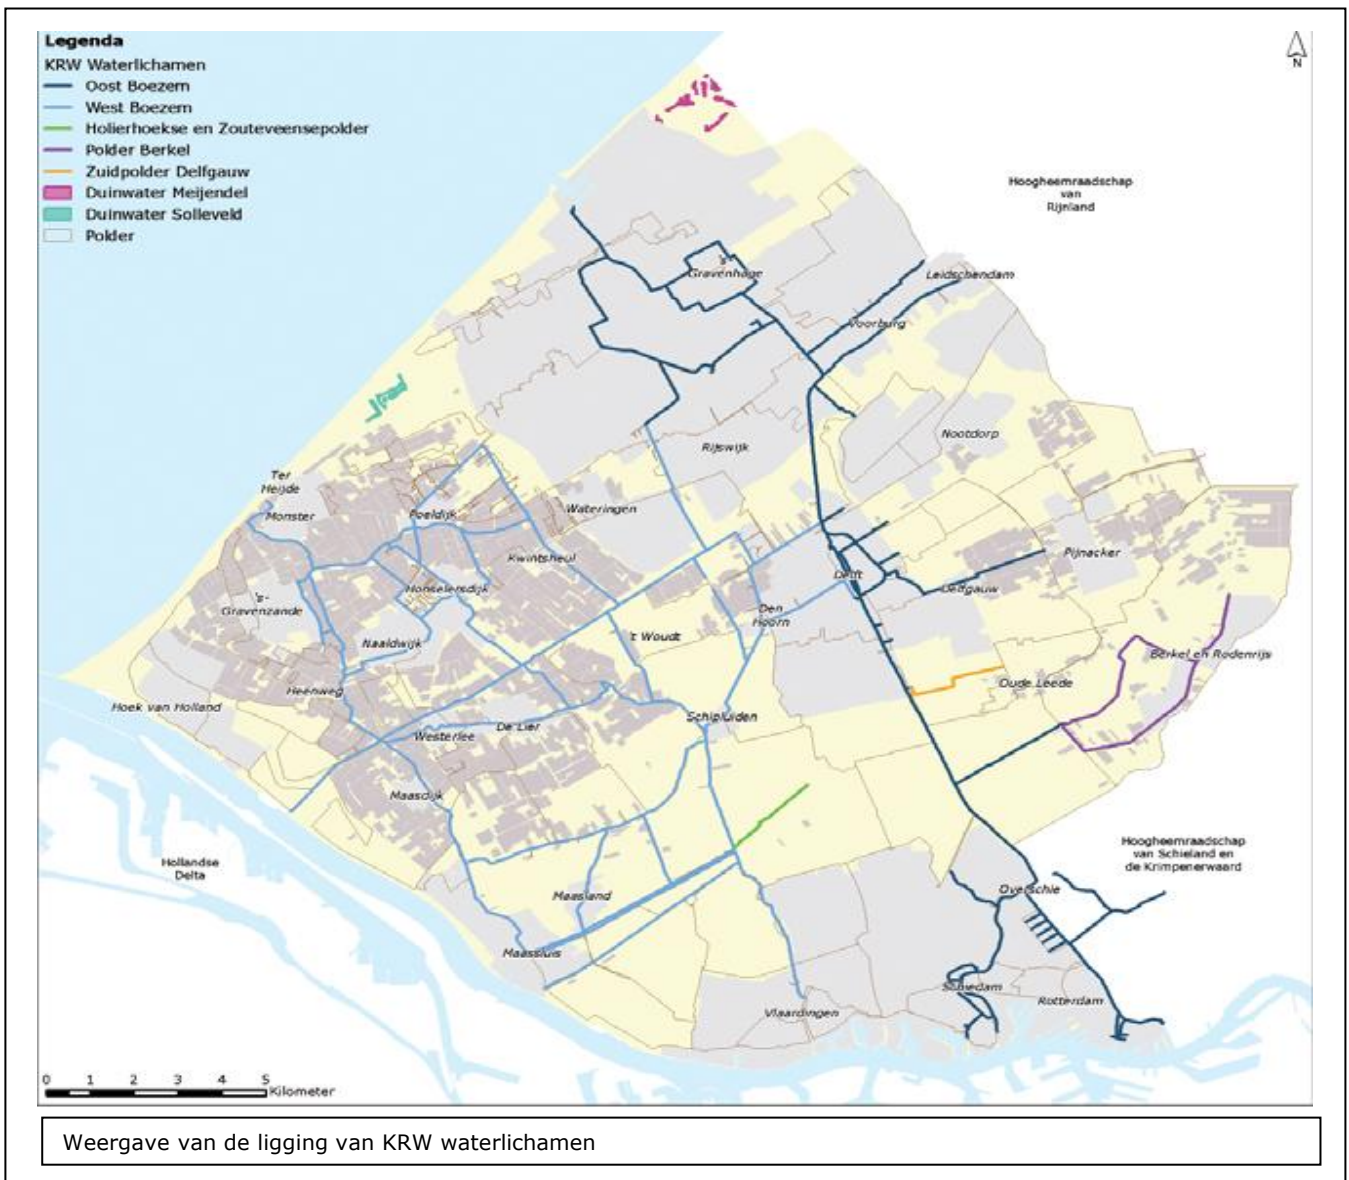 Legenda
KRW Waterlichamen
Oost Boezem
West Boezem
Holierhoekse en Zouteveensepolder
Polder Berkel
Zuidpolder Delfgauw
Duinwater Meijendel
Duinwater Solleveld
Polder
N
Hoogheemraadschap
van
Rijnland
's-
Gravenhage
Leidschendam
Voorburg
Nootdorp
Rijswijk
Ter
Heijde
Monster
Poeldijk
Wateringen
Kwintsheul
Pijnacker
Delft
Delfgauw
Honselersdijk
's-
Gravenzande
Den
Hoorn
't Woudt
Naaldwijk
Berkel en Rodenrijs
Oude Leede
Heenweg
Hoek van Holland
Schipluiden
De Lier
Westerlee
Maasdijk
Hoogheemraadschap
van Schieland en
de Krimpenerwaard
Hollandse
Delta
Overschie
Maasland
Maassluis
Schiedam
Rotterdam
Vlaardingen
0 1 2 3 4 5
Kilometer
Weergave van de ligging van KRW waterlichamen